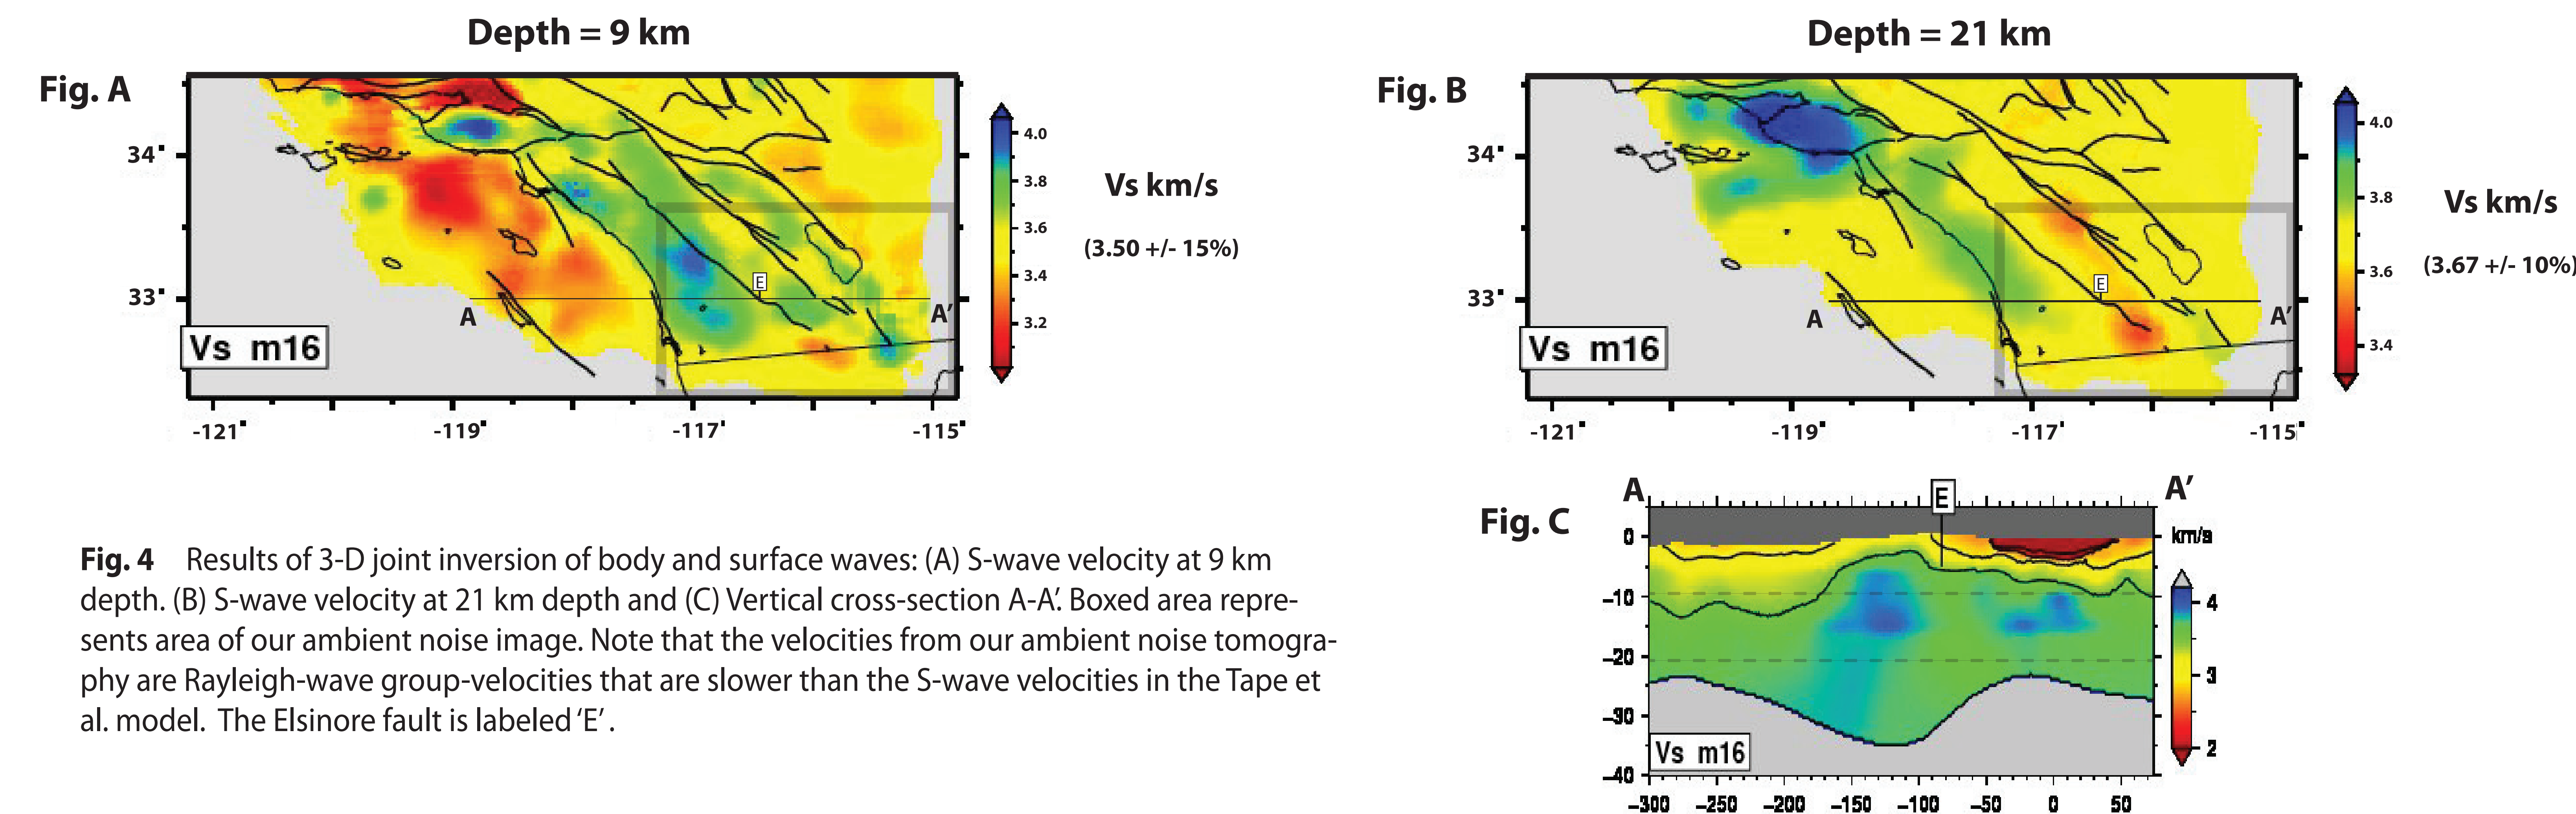 Depth = 9 km
Fig. A
34
33
E
A
A’
Vs m16
-121
-119
-117
-115
4.0
3.8
3.6
3.4
3.2
Vs km/s
(3.50 +/- 15%)
Depth = 21 km
Fig. B
34
33
E
A
A’
Vs m16
-121
-119
-117
-115
4.0
3.8
3.6
3.4
Vs km/s
(3.67 +/- 10%)
Fig. 4 Results of 3-D joint inversion of body and surface waves: (A) S-wave velocity at 9 km
depth. (B) S-wave velocity at 21 km depth and (C) Vertical cross-section A-A’. Boxed area repre-
sents area of our ambient noise image. Note that the velocities from our ambient noise tomogra-
phy are Rayleigh-wave group-velocities that are slower than the S-wave velocities in the Tape et
al. model. The Elsinore fault is labeled ‘E’ .
Fig. C
A
E
A’
0
-10
-20
-30
-40
Vs m16
-300 -250 -200 -150 -100 -50 0 50
km/s
4
3
2